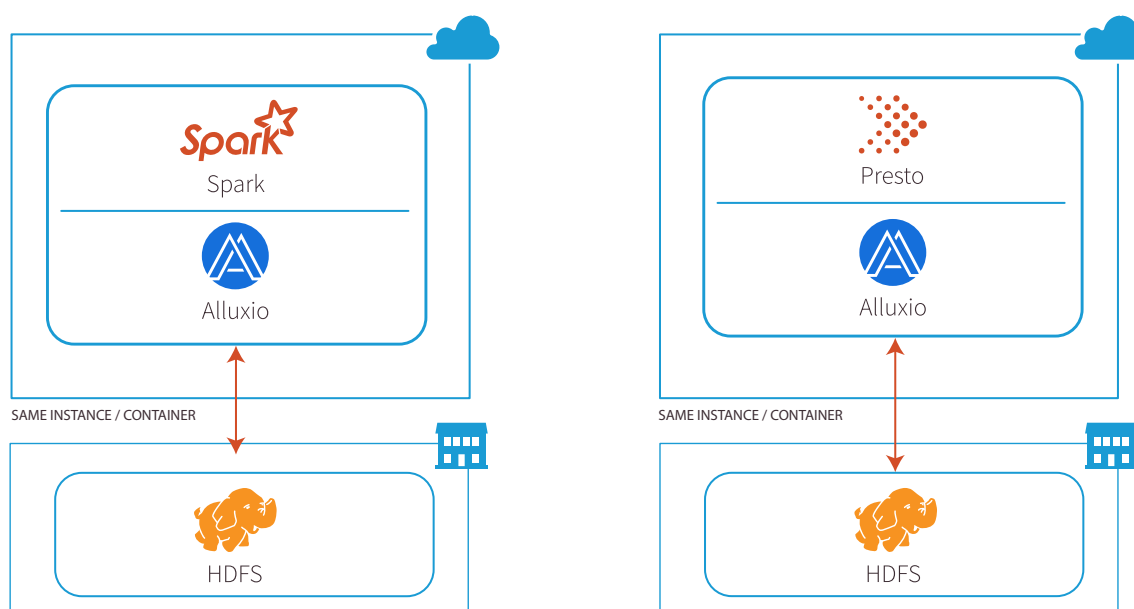 Spark
Spark
Alluxio
SAME INSTANCE / CONTAINER
HDFS
Presto
Alluxio
SAME INSTANCE / CONTAINER
HDFS